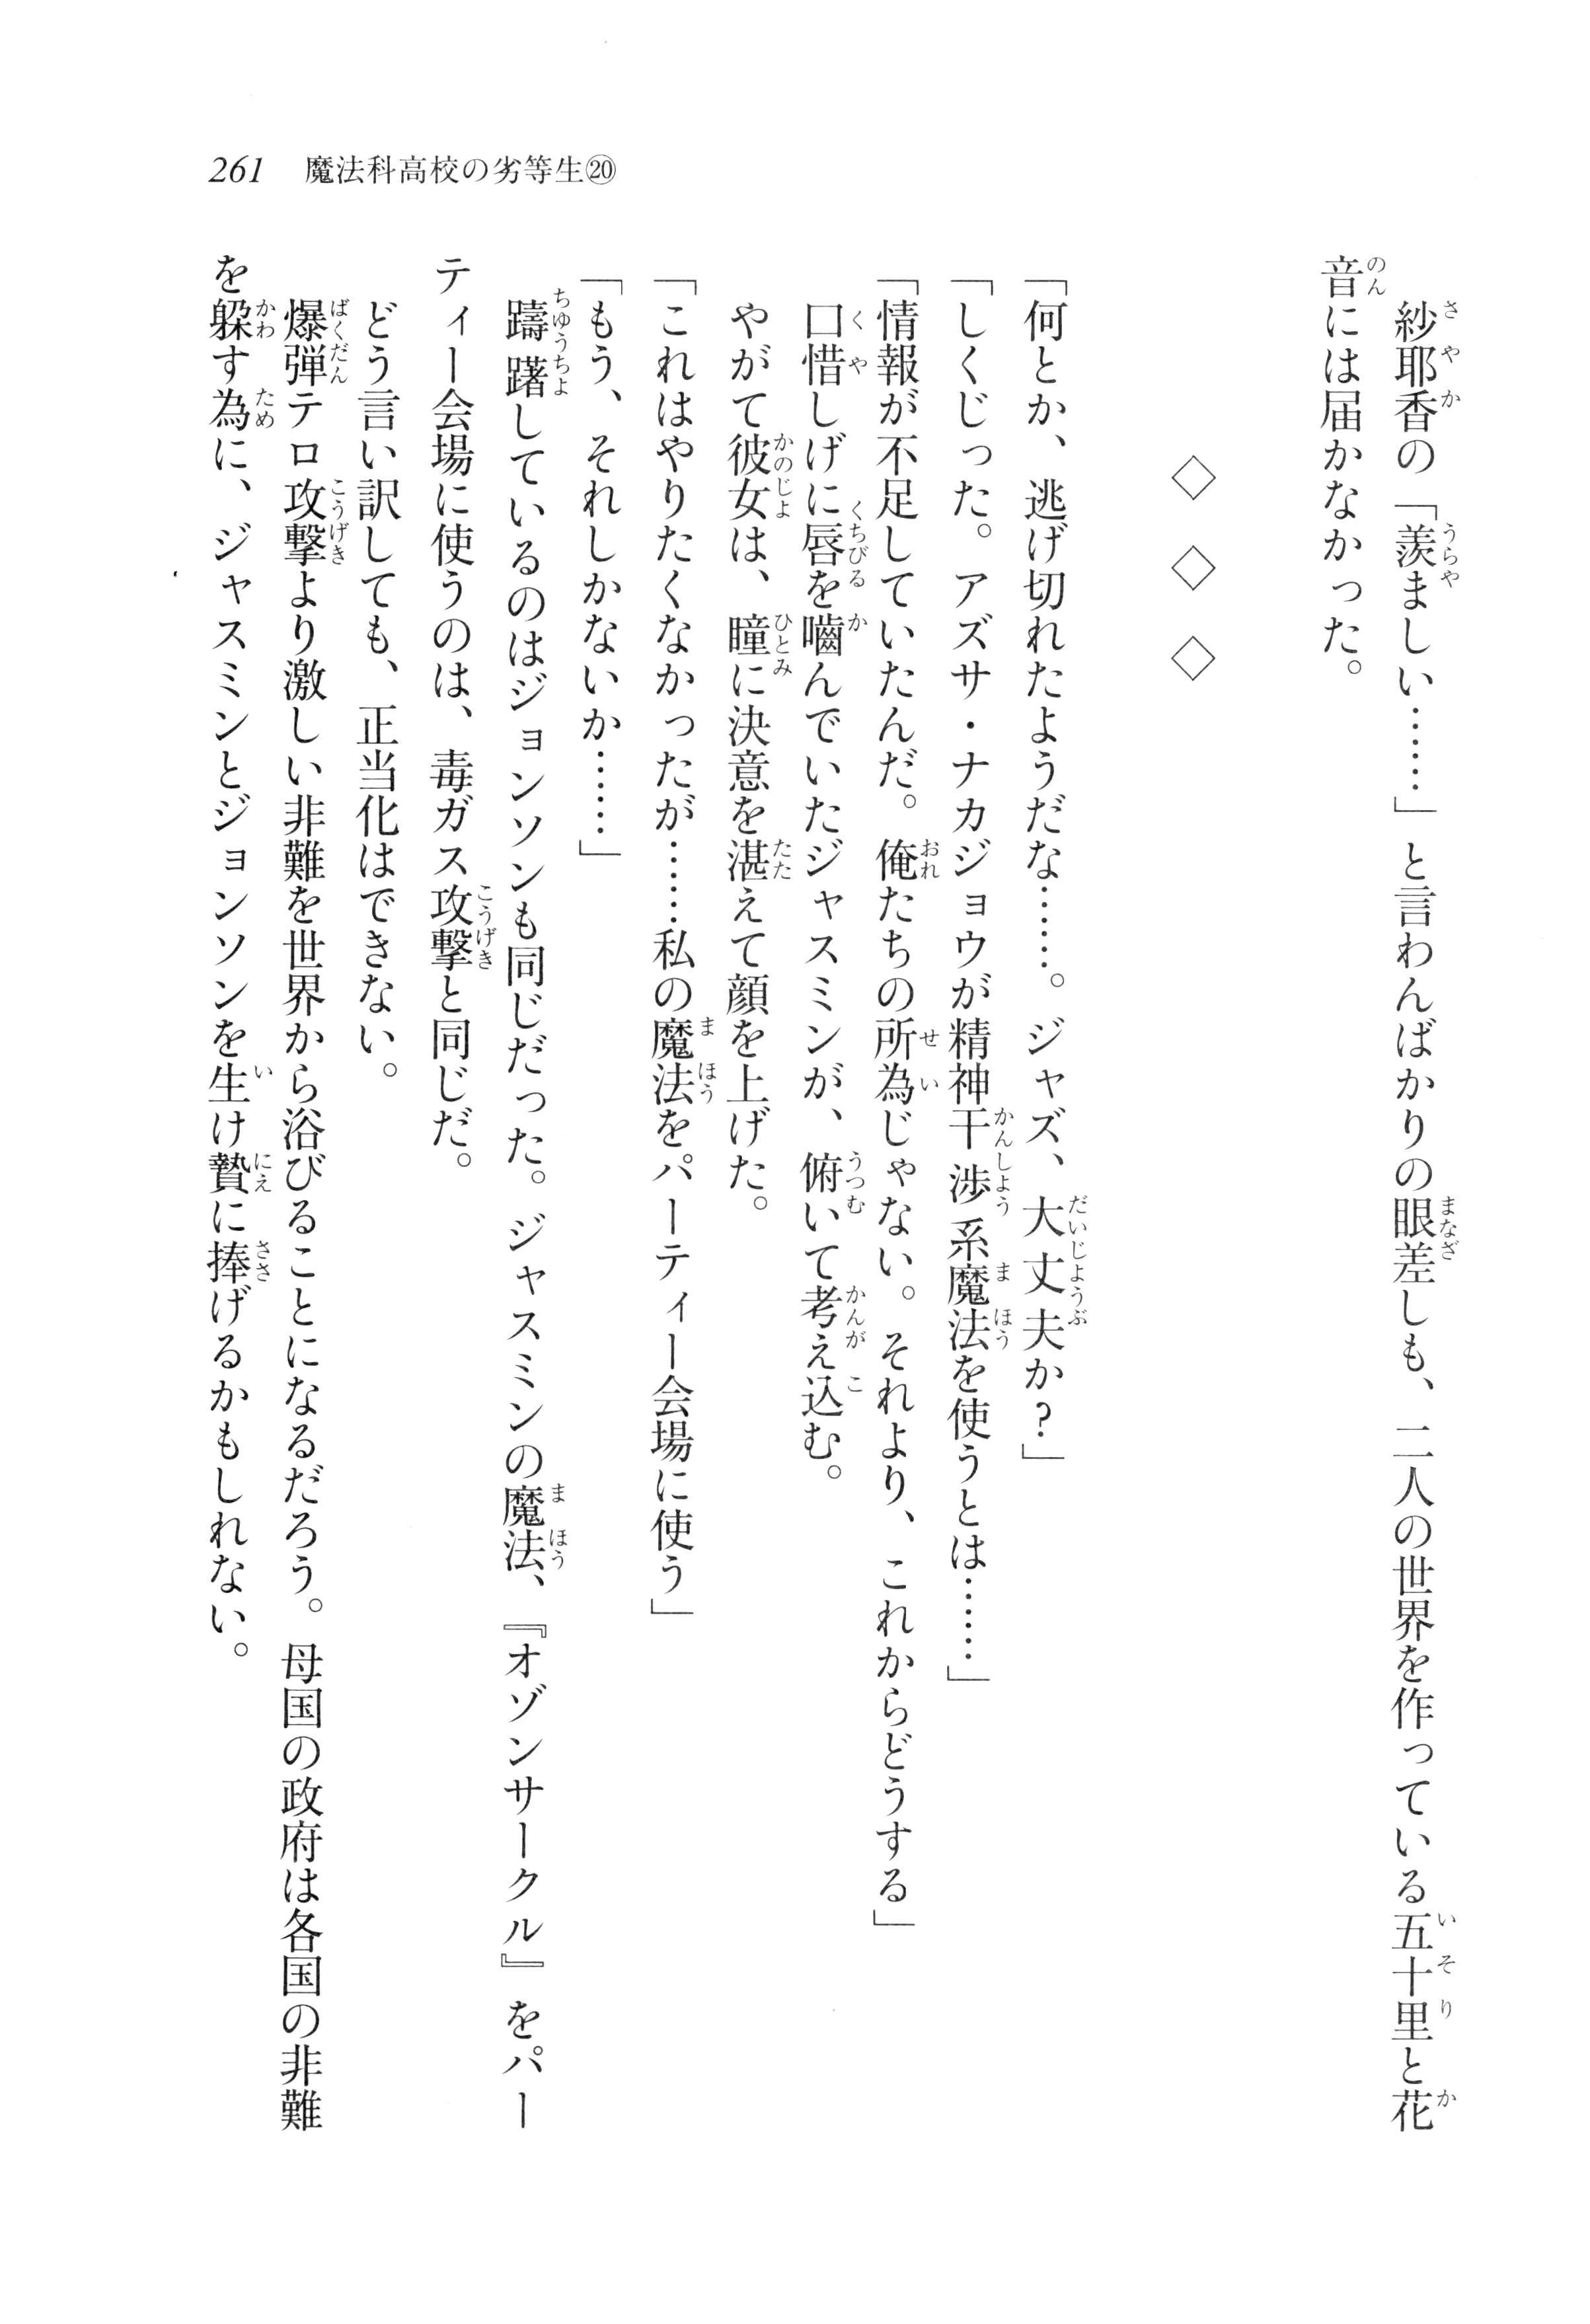 261 魔法科高校の劣等生⑳
紗耶香の「羨ましい……」と言わんばかりの眼差しも、二人の世界を作っている五十里と花
音には届かなかった。
◇ ◇ ◇
「何とか、逃げ切れたようだな……。ジャズ、大丈夫か?」
「しくじった。アズサ・ナカジョウが精神干渉系魔法を使うとは……」
「情報が不足していたんだ。俺たちの所為じゃない。それより、これからどうする」
口惜しげに唇を嚙んでいたジャスミンが、俯いて考え込む。
やがて彼女は、瞳に決意を湛えて顔を上げた。
「これはやりたくなかったが……私の魔法をパーティー会場に使う」
「もう、それしかないか……」
躊躇しているのはジョンソンも同じだった。ジャスミンの魔法、『オゾンサークル』をパー
ティー会場に使うのは、毒ガス攻撃と同じだ。
どう言い訳しても、正当化はできない。
爆弾テロ攻撃より激しい非難を世界から浴びることになるだろう。母国の政府は各国の非難
を躱す為に、ジャスミンとジョンソンを生け贄に捧げるかもしれない。